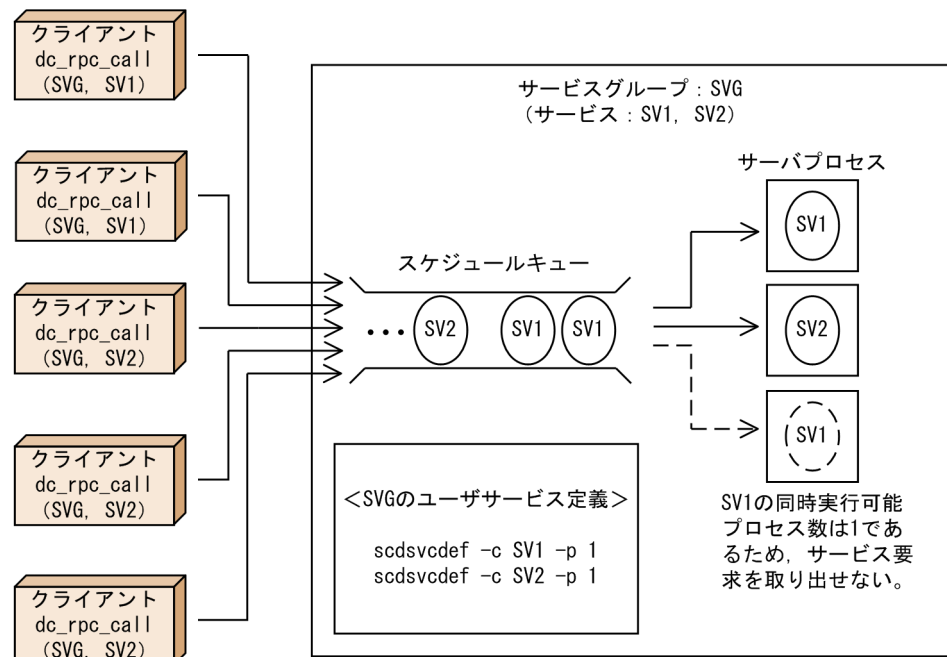 クライアント
dc_rpc_call
(SVG, SV1)
クライアント
dc_rpc_call
(SVG, SV1)
クライアント
dc_rpc_call
(SVG, SV2)
クライアント
dc_rpc_call
(SVG, SV2)
クライアント
dc_rpc_call
(SVG, SV2)
サービスグループ：SVG
（サービス：SV1, SV2）
スケジュールキュー
••• SV2 SV1 SV1
サーバプロセス
SV1
SV2
SV1
SV1の同時実行可能
プロセス数は1であ
るため，サービス要
求を取り出せない。
＜SVGのユーザサービス定義＞
scdsvcdef -c SV1 -p 1
scdsvcdef -c SV2 -p 1